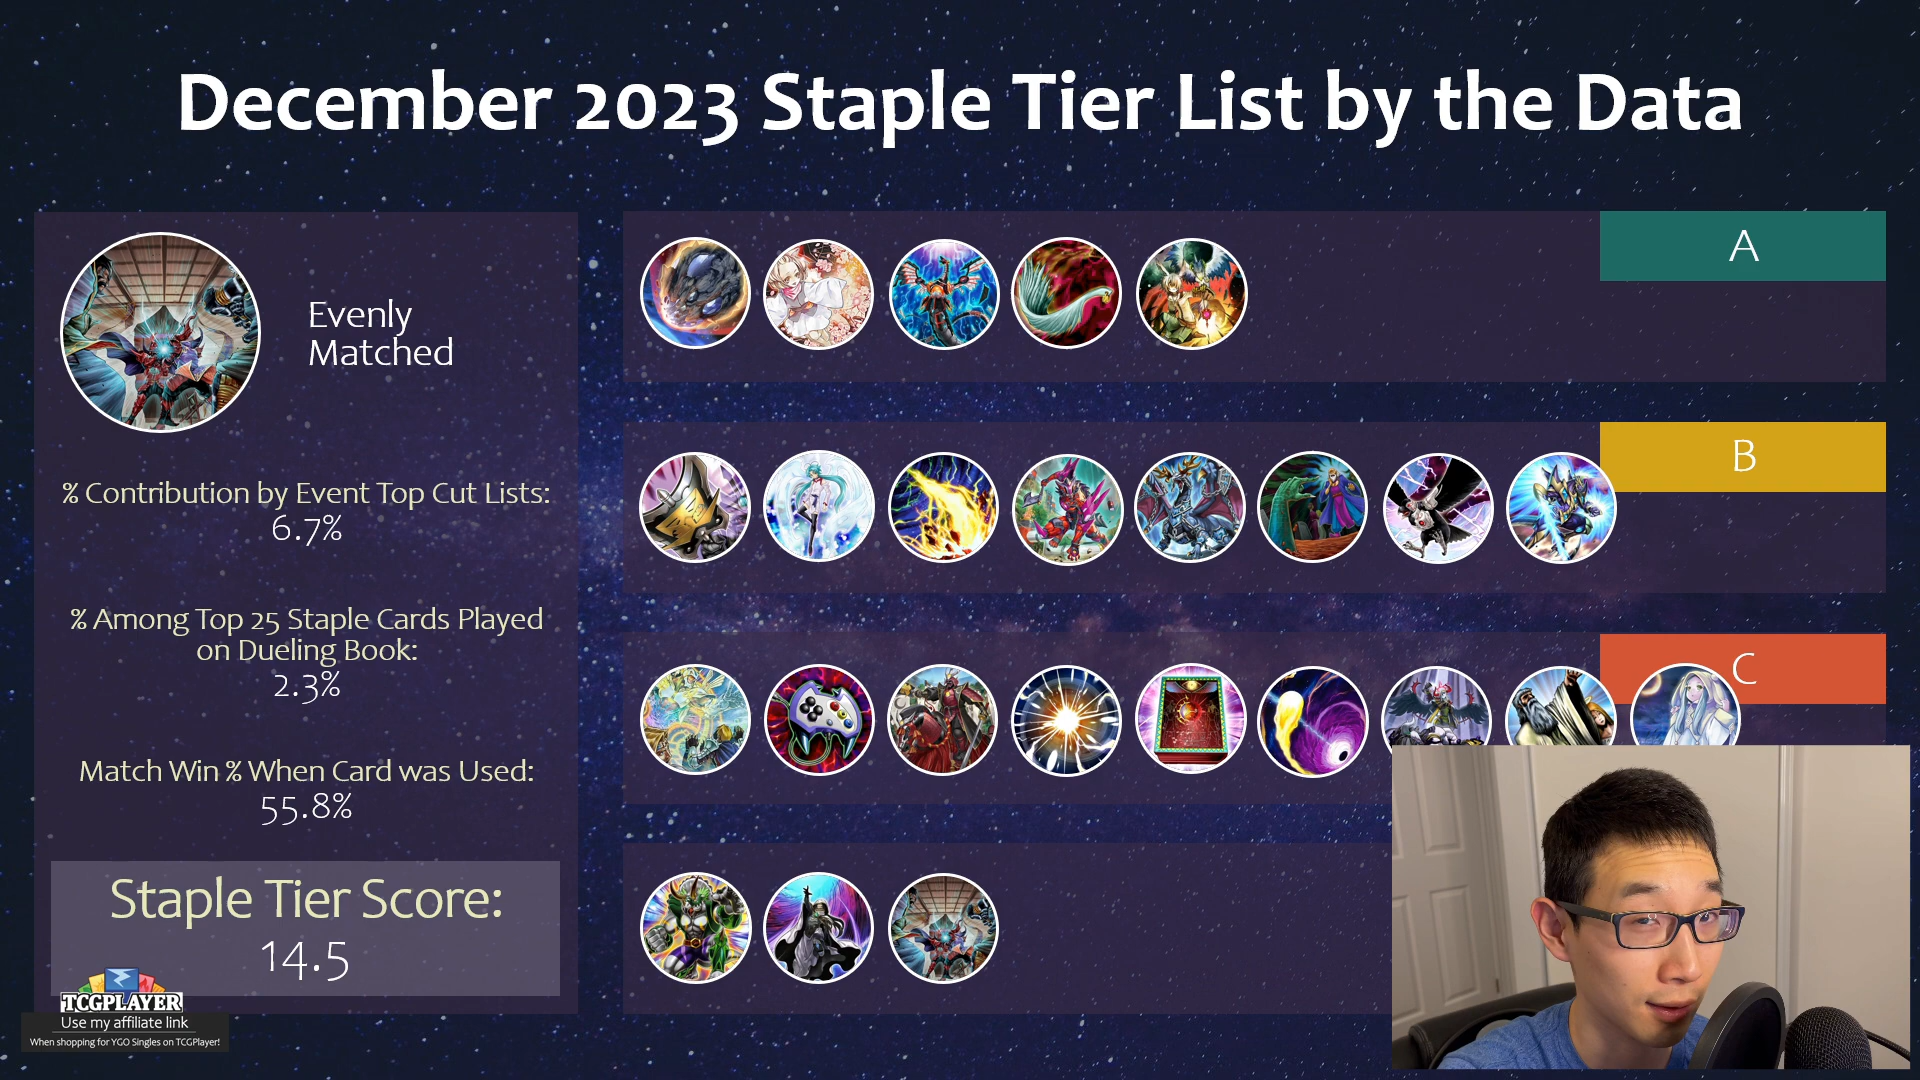 December 2023 Staple Tier List by the Data
Evenly
Matched
% Contribution by Event Top Cut Lists:
6.7%
% Among Top 25 Staple Cards Played
on Dueling Book:
2.3%
Match Win % When Card was Used:
55.8%
Staple Tier Score:
14.5
TCGPLAYER
Use my affiliate link
When shopping for YGO Singles on TCGPlayer!
A
B
C